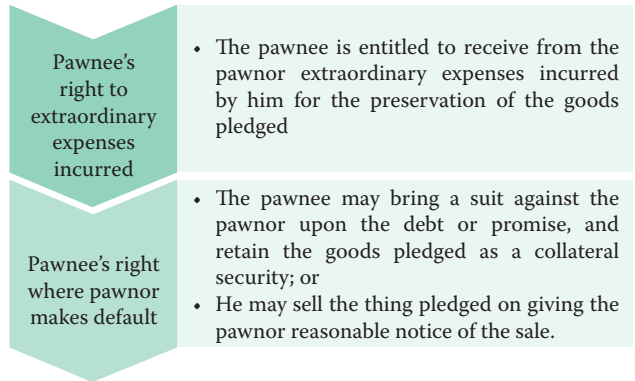 Pawnee's
right to
extraordinary
expenses
incurred
• The pawnee is entitled to receive from the
pawnor extraordinary expenses incurred
by him for the preservation of the goods
pledged
Pawnee's right
where pawnor
makes default
• The pawnee may bring a suit against the
pawnor upon the debt or promise, and
retain the goods pledged as a collateral
security; or
• He may sell the thing pledged on giving the
pawnor reasonable notice of the sale.